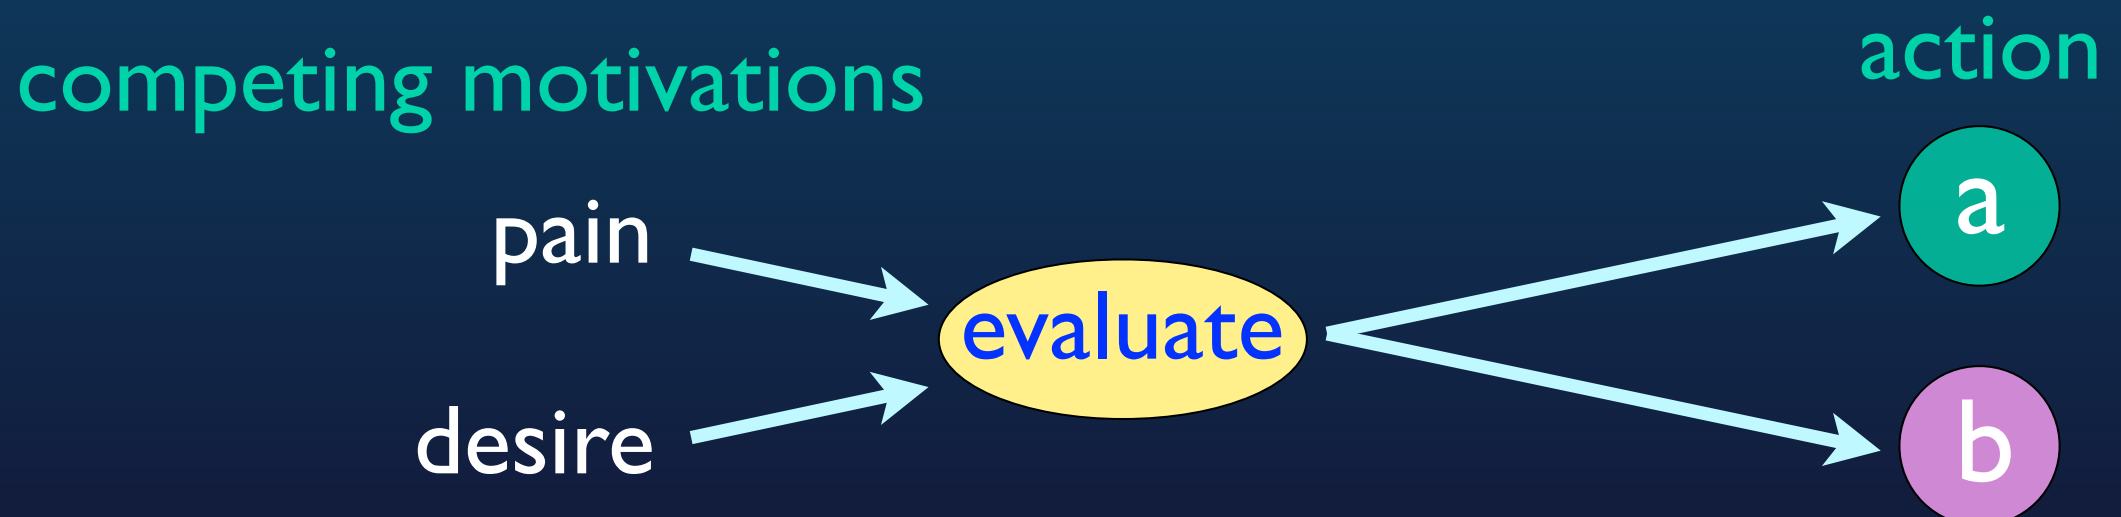 competing motivations
action
pain
desire
evaluate
a
b